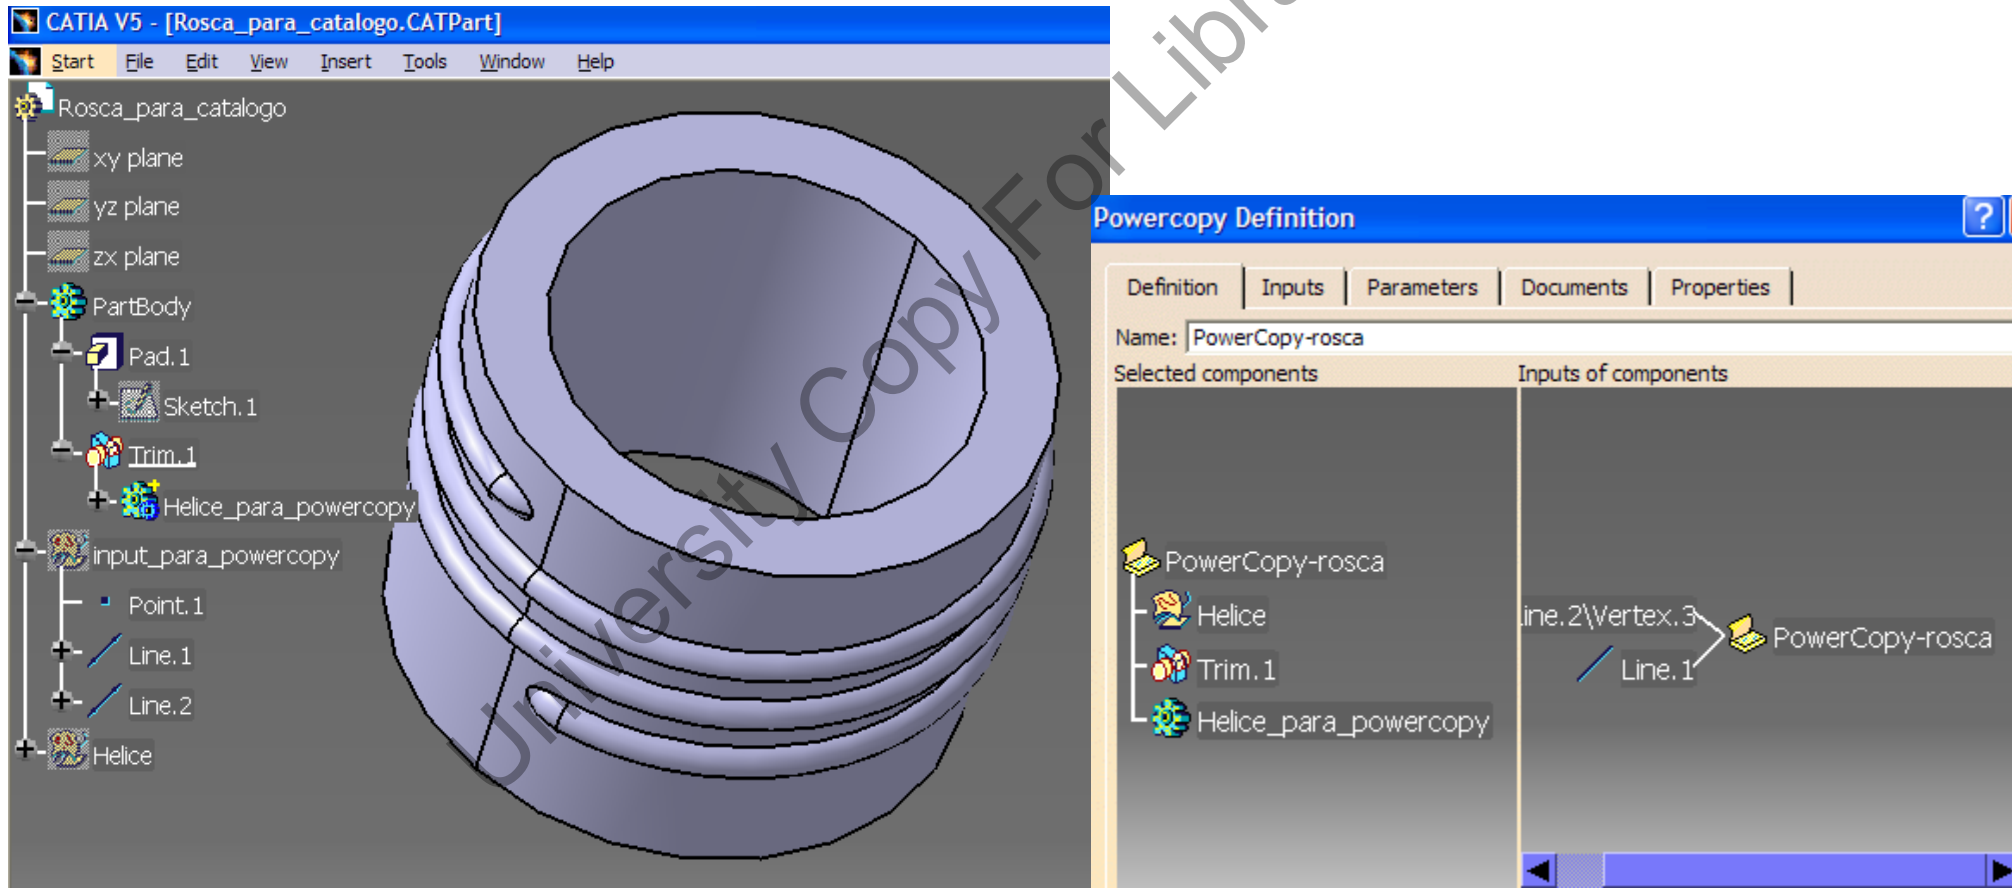 CATIA V5 - [Rosca_para_catalogo.CATPart]
Start File Edit View Insert Tools Window Help
Rosca_para_catalogo
xy plane
yz plane
zx plane
PartBody
Pad.1
Sketch.1
Trim.1
Helice_para_powercopy
input_para_powercopy
Point.1
Line.1
Line.2
Helice
University Copy For
Powercopy Definition
Definition Inputs Parameters Documents Properties
Name: PowerCopy-rosca
Selected components
Inputs of components
PowerCopy-rosca
Helice
Trim.1
Helice_para_powercopy
ine.2\Vertex.3
Line.1
PowerCopy-rosca